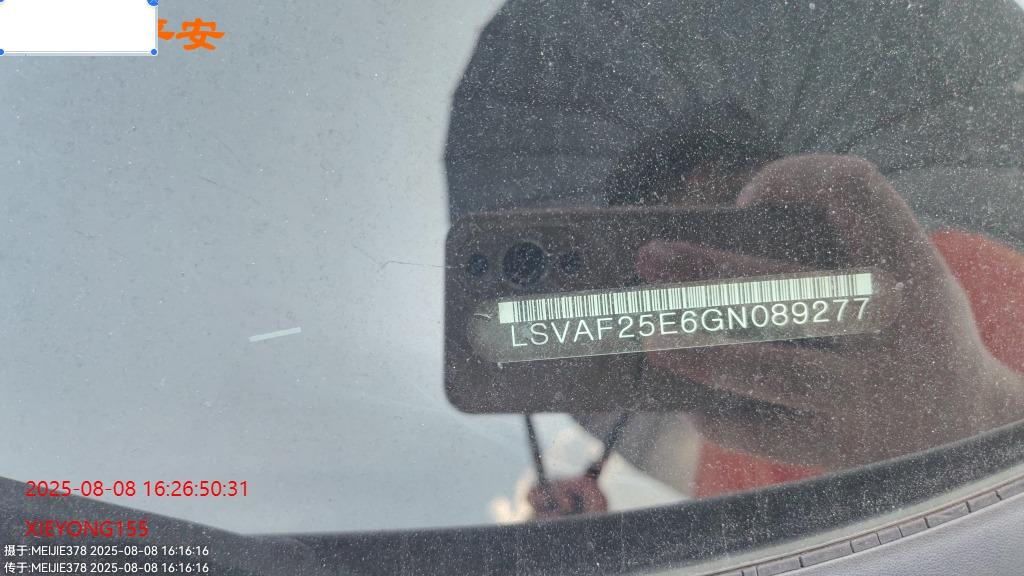 平安
LSVAF25E6GN089277
2025-08-08 16:26:50:31
XIEYONG155
摄于:MEIJIE378 2025-08-08 16:16:16
传于:MEIJIE378 2025-08-08 16:16:16